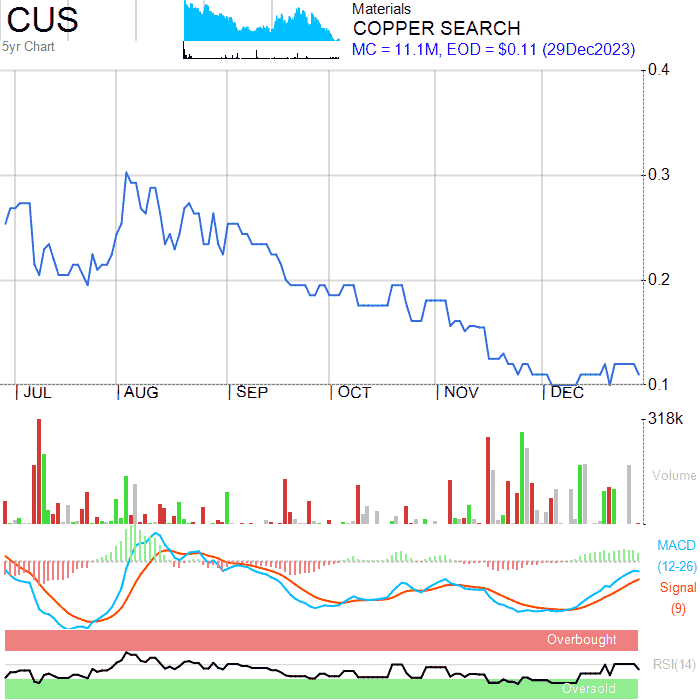 CUS
5yr Chart
Materials
COPPER SEARCH
MC = 11.1M, EOD = $0.11 (29Dec2023)
0.4
0.3
0.2
0.1
JUL AUG SEP OCT NOV DEC
318k
Volume
MACD
(12-26)
Signal
(9)
Overbought
RSI(14)
Oversold